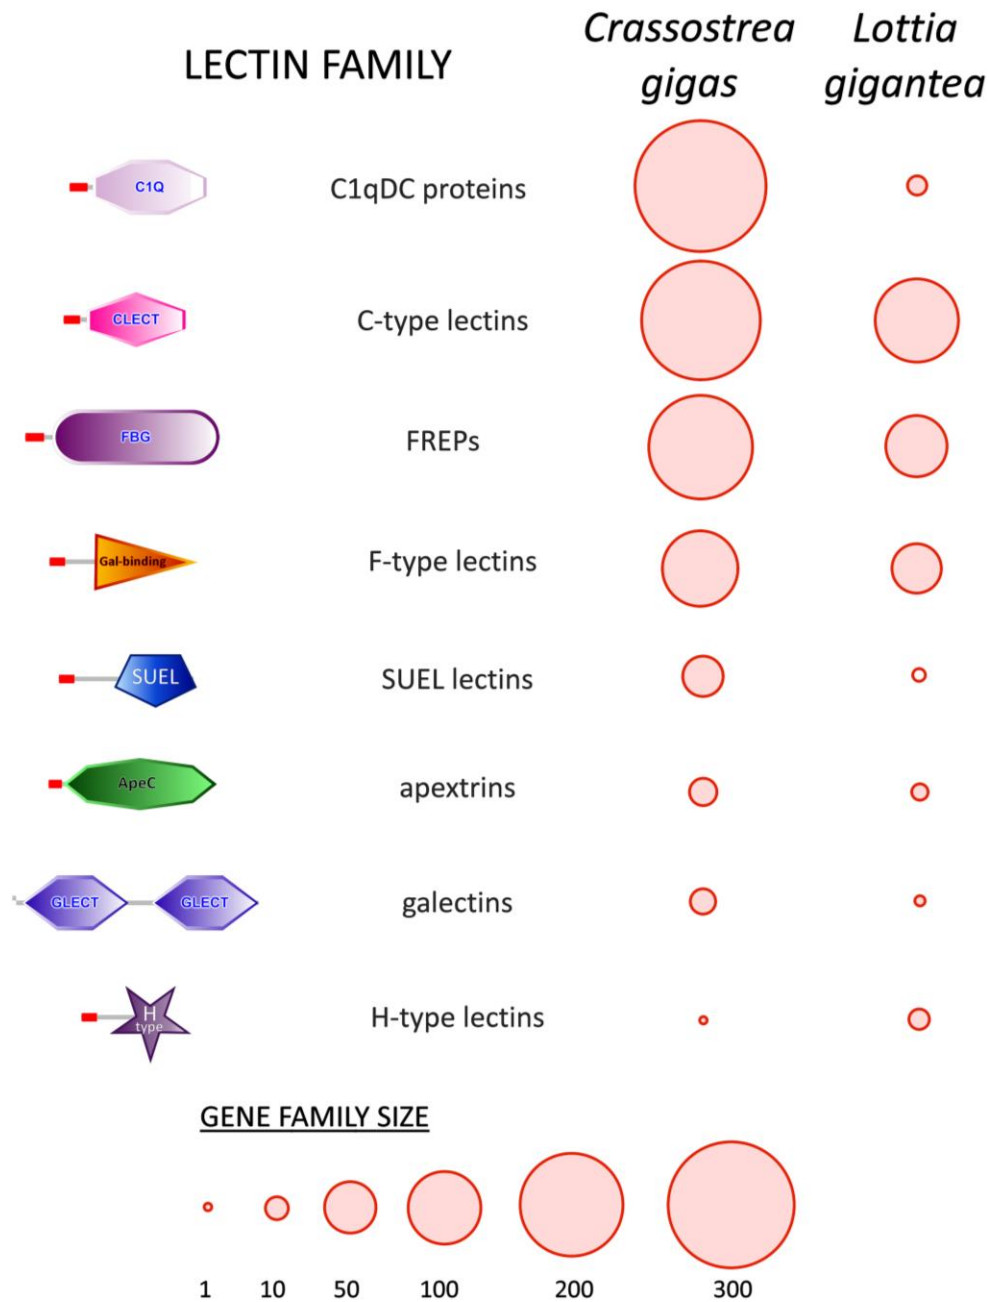 LECTIN FAMILY
Crassostrea gigas
Lottia gigantea
C1Q
C1qDC proteins
CLECT
C-type lectins
FBG
FREPs
Gal-binding
F-type lectins
SUEL
SUEL lectins
ApeC
apextrins
GLECT GLECT
galectins
H type
H-type lectins
GENE FAMILY SIZE
1 10 50 100 200 300